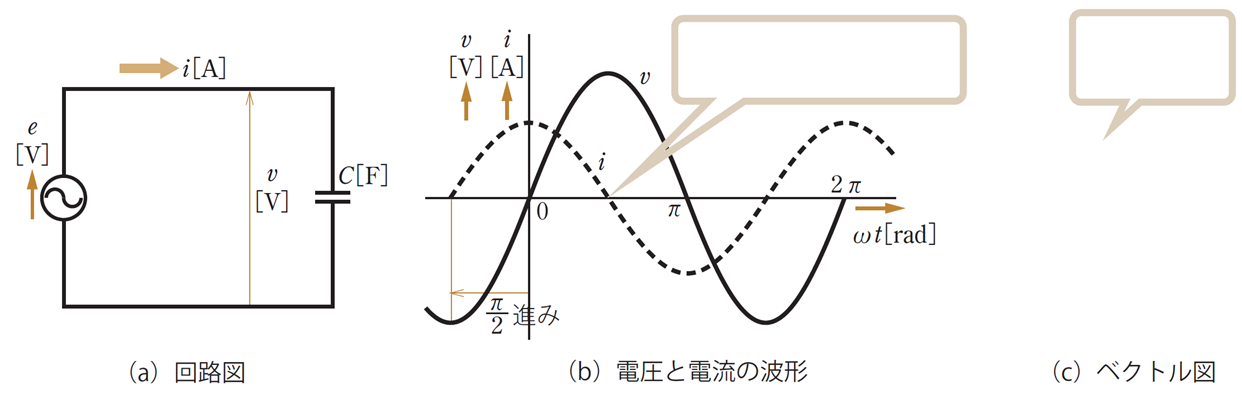 i[A]
e
[V]
v
[V]
C[F]
(a) 回路図
v
[V]
i
[A]
v
i
0
π
2π
ωt[rad]
π/2 進み
(b) 電圧と電流の波形
(c) ベクトル図